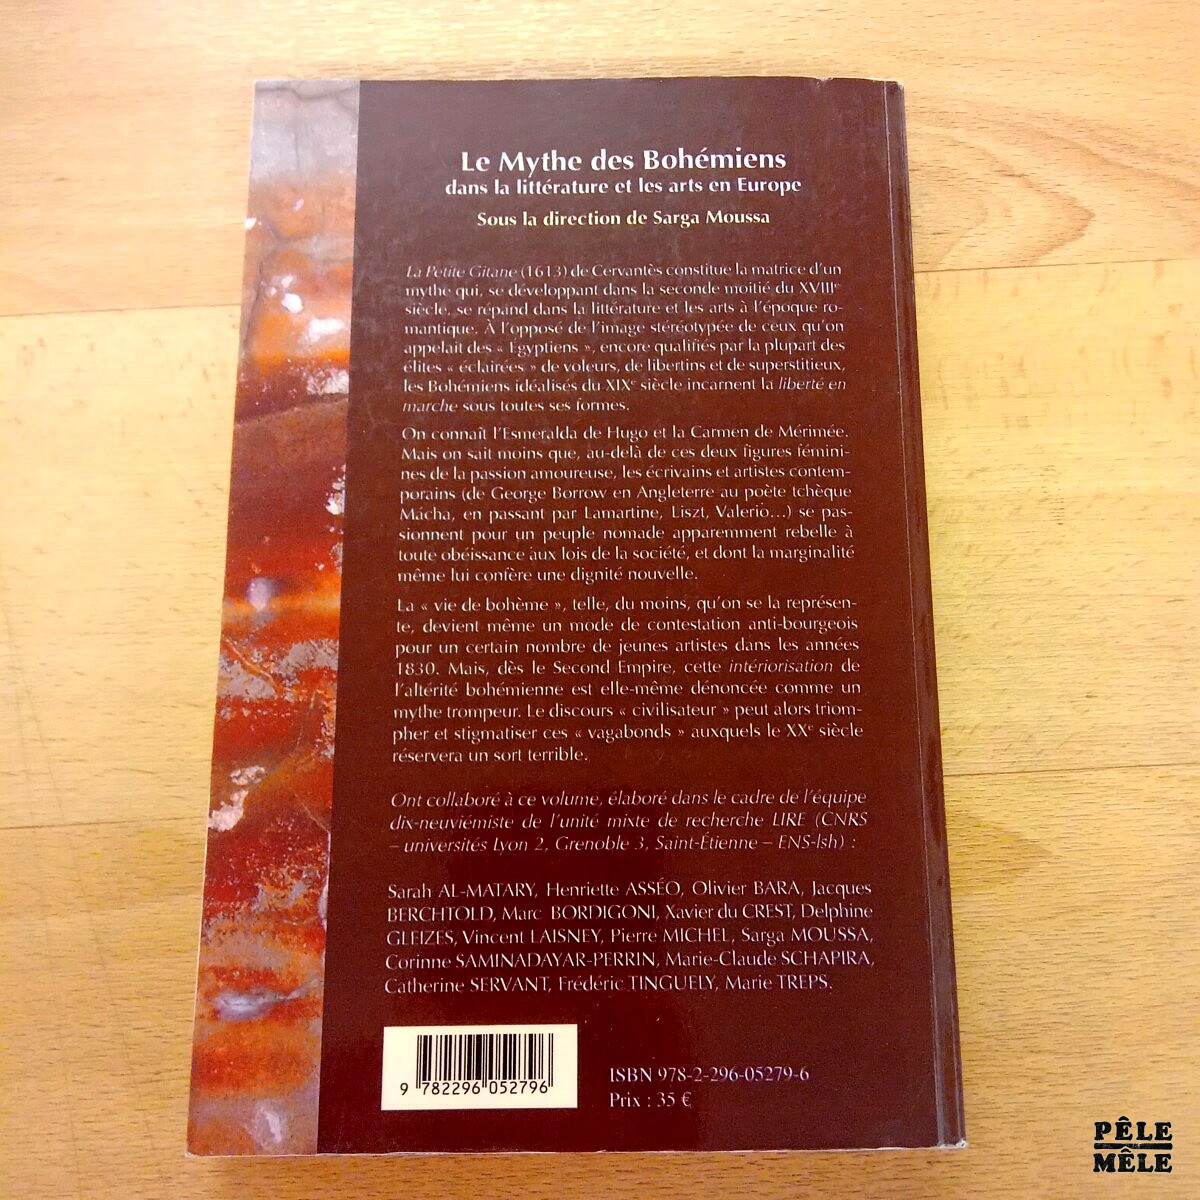 Le Mythe des Bohémiens
dans la littérature et les arts en Europe
Sous la direction de Sarga Moussa
La Petite Gitane (1613) de Cervantès constitue la matrice d'un
mythe qui, se développant dans la seconde moitié du XVIIIe
siècle, se répand dans la littérature et les arts à l'époque ro-
mantique. À l'opposé de l'image stéréotypée de ceux qu'on
appelait des « Égyptiens », encore qualifiés par la plupart des
élites « éclairées » de voleurs, de libertins et de superstitieux,
les Bohémiens idéalisés du XIXe siècle incarnent la liberté en
marche sous toutes ses formes.
On connaît l'Esmeralda de Hugo et la Carmen de Mérimée.
Mais on sait moins que, au-delà de ces deux figures fémini-
nes de la passion amoureuse, les écrivains et artistes contem-
porains (de George Borrow en Angleterre au poète tchèque
Mácha, en passant par Lamartine, Liszt, Valerio...) se pas-
sionnent pour un peuple nomade apparemment rebelle à
toute obéissance aux lois de la société, et dont la marginalité
même lui confère une dignité nouvelle.
La « vie de bohème », telle, du moins, qu'on se la représen-
te, devient même un mode de contestation anti-bourgeois
pour un certain nombre de jeunes artistes dans les années
1830. Mais, dès le Second Empire, cette intériorisation de
l'altérité bohémienne est elle-même dénoncée comme un
mythe trompeur. Le discours « civilisateur » peut alors triom-
pher et stigmatiser ces « vagabonds » auxquels le XXe siècle
réservera un sort terrible.
Ont collaboré à ce volume, élaboré dans le cadre de l'équipe
dix-neuviémiste de l'unité mixte de recherche LIRE (CNRS
– universités Lyon 2, Grenoble 3, Saint-Étienne – ENS-lsh) :
Sarah AL-MATARY, Henriette ASSÉO, Olivier BARA, Jacques
BERCHTOLD, Marc BORDIGONI, Xavier du CREST, Delphine
GLEIZES, Vincent LAISNEY, Pierre MICHEL, Sarga MOUSSA,
Corinne SAMINADAYAR-PERRIN, Marie-Claude SCHAPIRA,
Catherine SERVANT, Frédéric TINGUELY, Marie TREPS.
9 782296 052796
ISBN 978-2-296-05279-6
Prix : 35 €
PÊLE
MÊLE